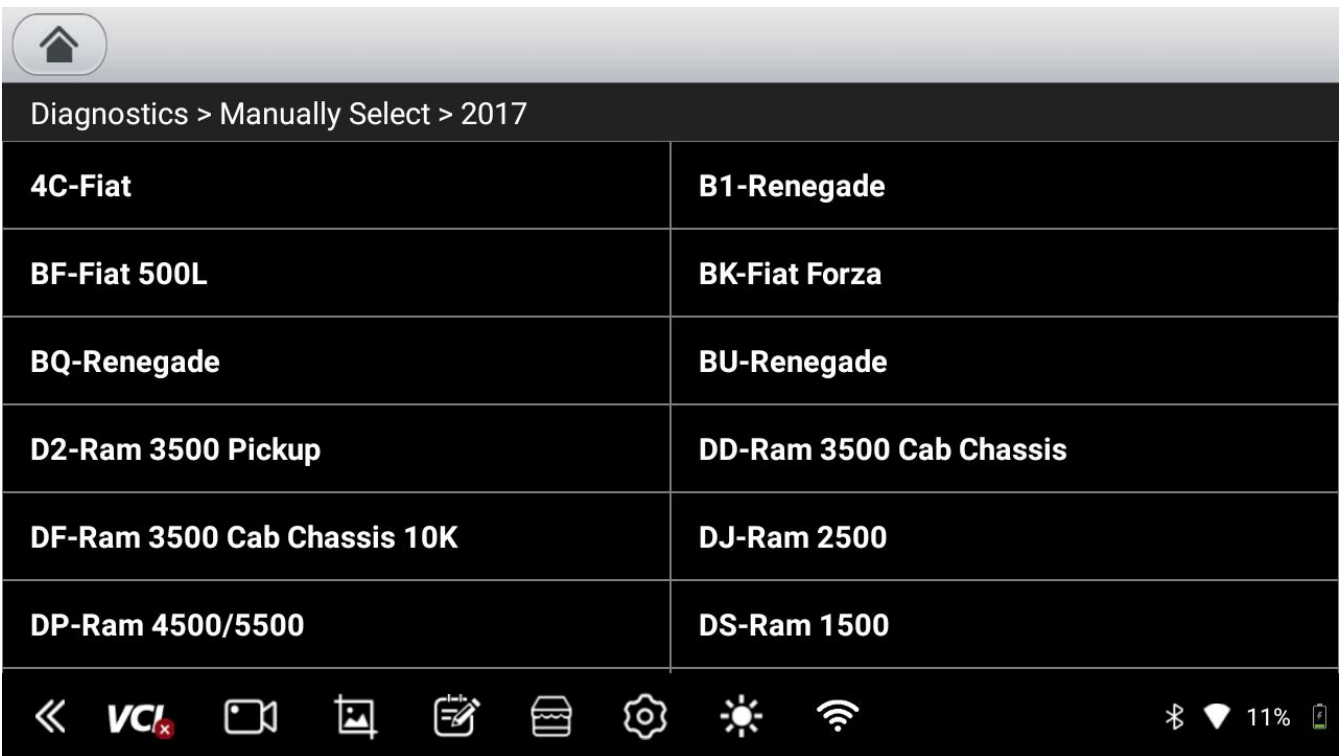 Diagnostics > Manually Select > 2017
4C-Fiat
B1-Renegade
BF-Fiat 500L
BK-Fiat Forza
BQ-Renegade
BU-Renegade
D2-Ram 3500 Pickup
DD-Ram 3500 Cab Chassis
DF-Ram 3500 Cab Chassis 10K
DJ-Ram 2500
DP-Ram 4500/5500
DS-Ram 1500
VCI
11%